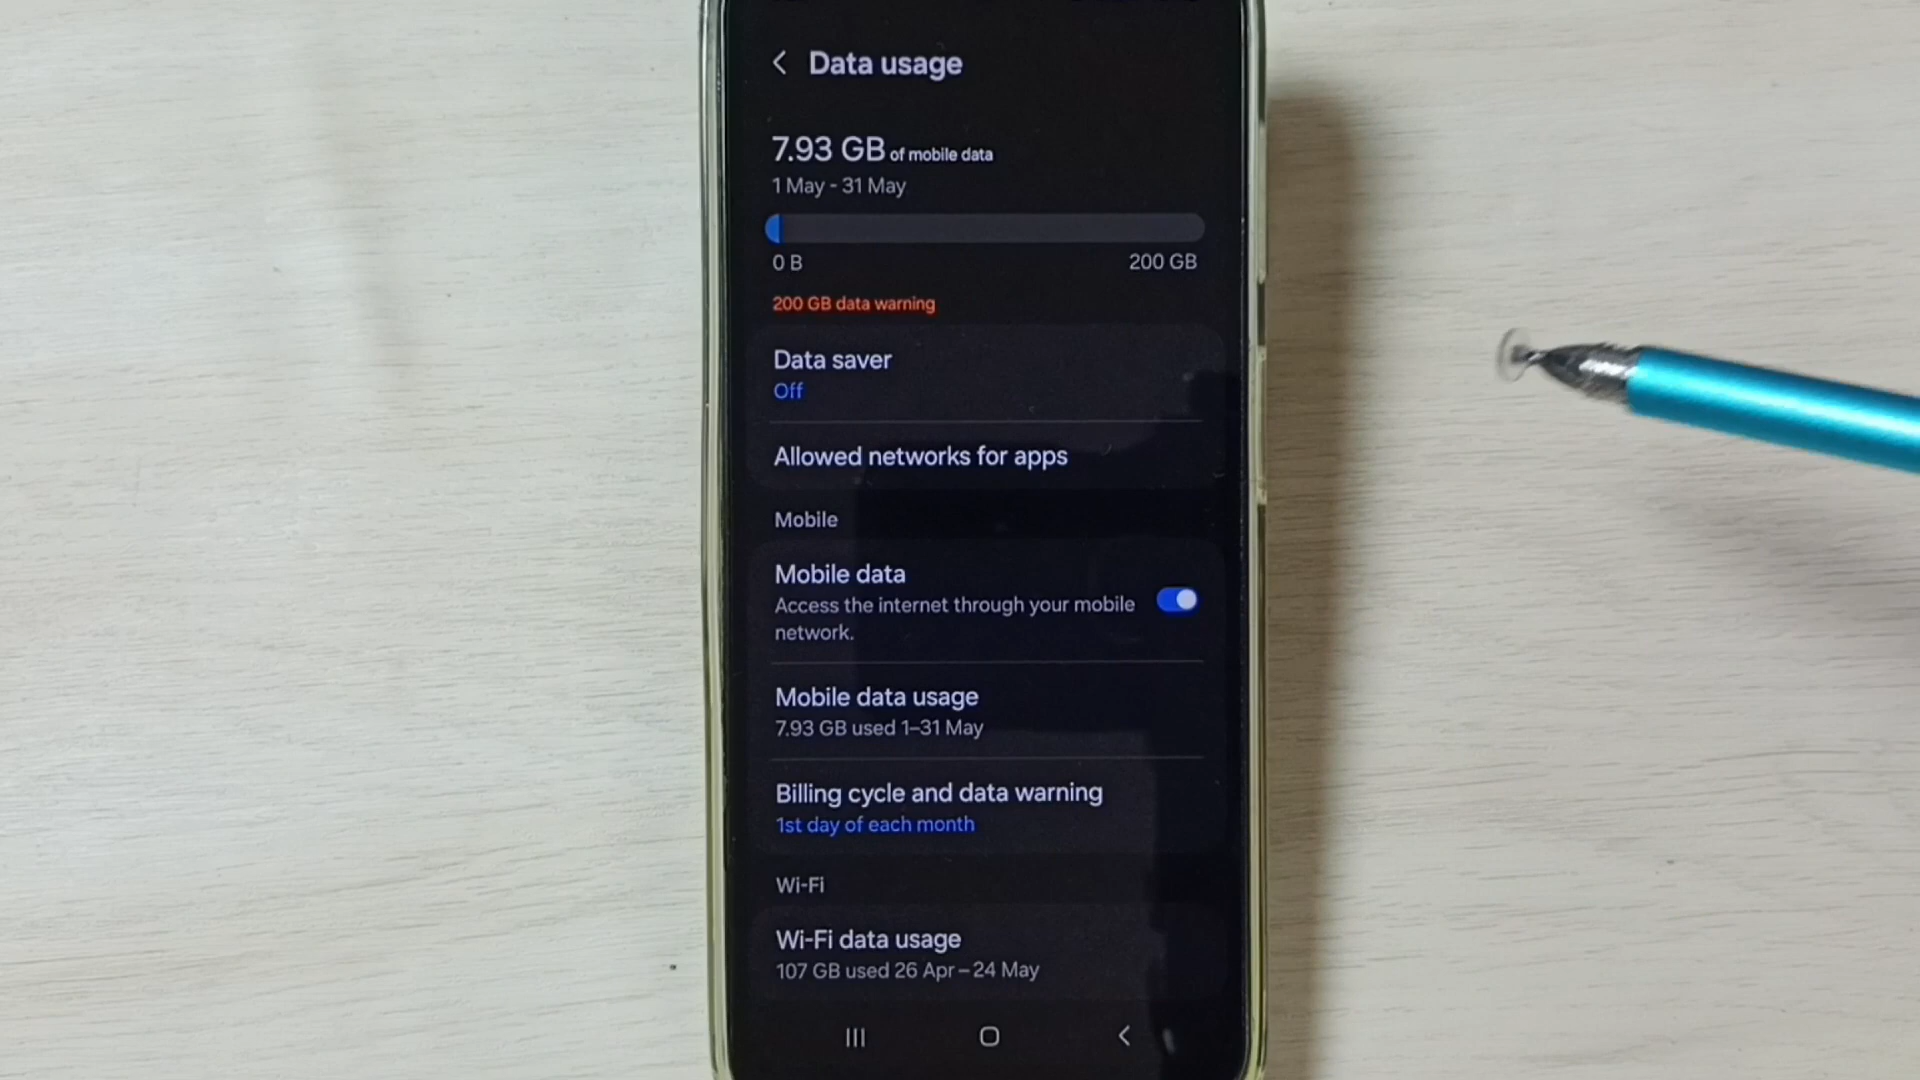 Data usage
7.93 GB of mobile data
1 May - 31 May
0 B 200 GB
200 GB data warning
Data saver
Off
Allowed networks for apps
Mobile
Mobile data
Access the internet through your mobile
network.
Mobile data usage
7.93 GB used 1–31 May
Billing cycle and data warning
1st day of each month
Wi-Fi
Wi-Fi data usage
107 GB used 26 Apr – 24 May